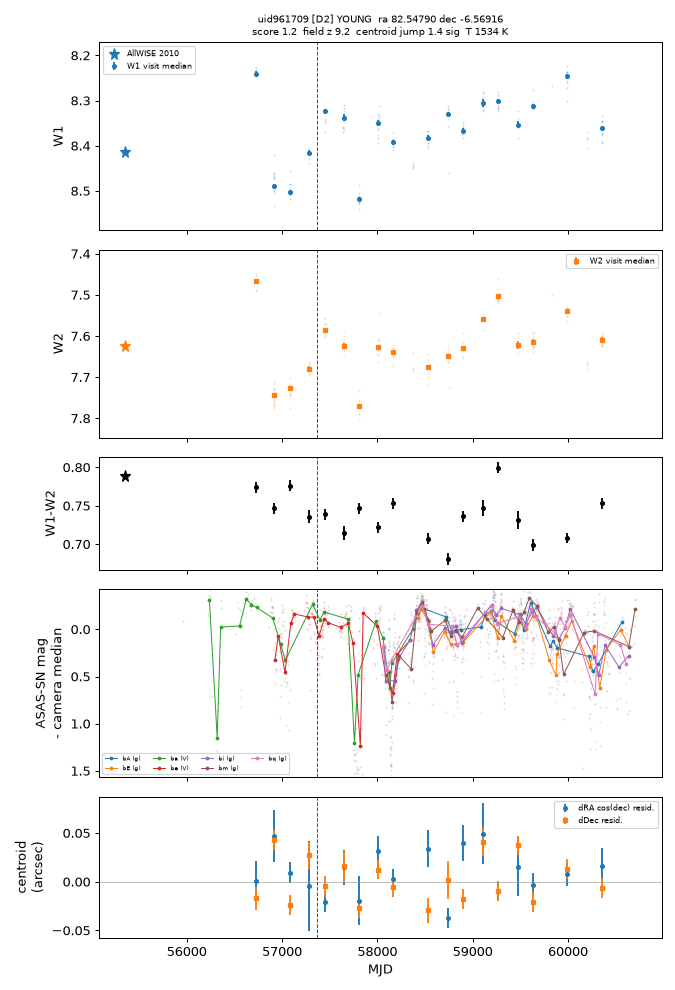 uid961709 [D2] YOUNG ra 82.54790 dec -6.56916
score 1.2 field z 9.2 centroid jump 1.4 sig T 1534 K
AllWISE 2010
W1 visit median
8.2
8.3
8.4
8.5
W1
W2 visit median
7.4
7.5
7.6
7.7
7.8
W2
0.80
0.75
0.70
W1-W2
0.0
0.5
1.0
1.5
ASAS-SN mag
- camera median
bA (g)
bE (g)
ba (V)
be (V)
bi (g)
bm (g)
bq (g)
dRA cos(dec) resid.
dDec resid.
0.05
0.00
−0.05
centroid
(arcsec)
56000 57000 58000 59000 60000
MJD